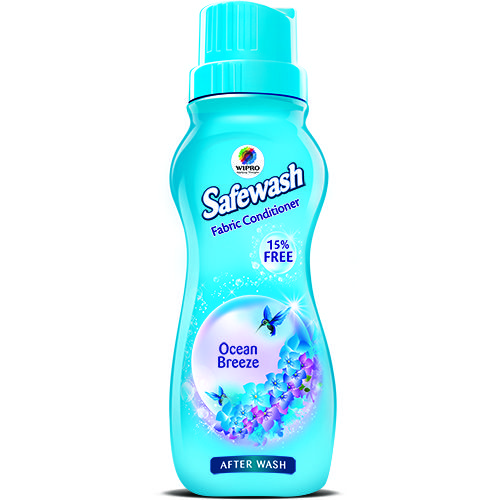 WIPRO
Safewash
Fabric Conditioner
15%
FREE
Ocean
Breeze
AFTER WASH